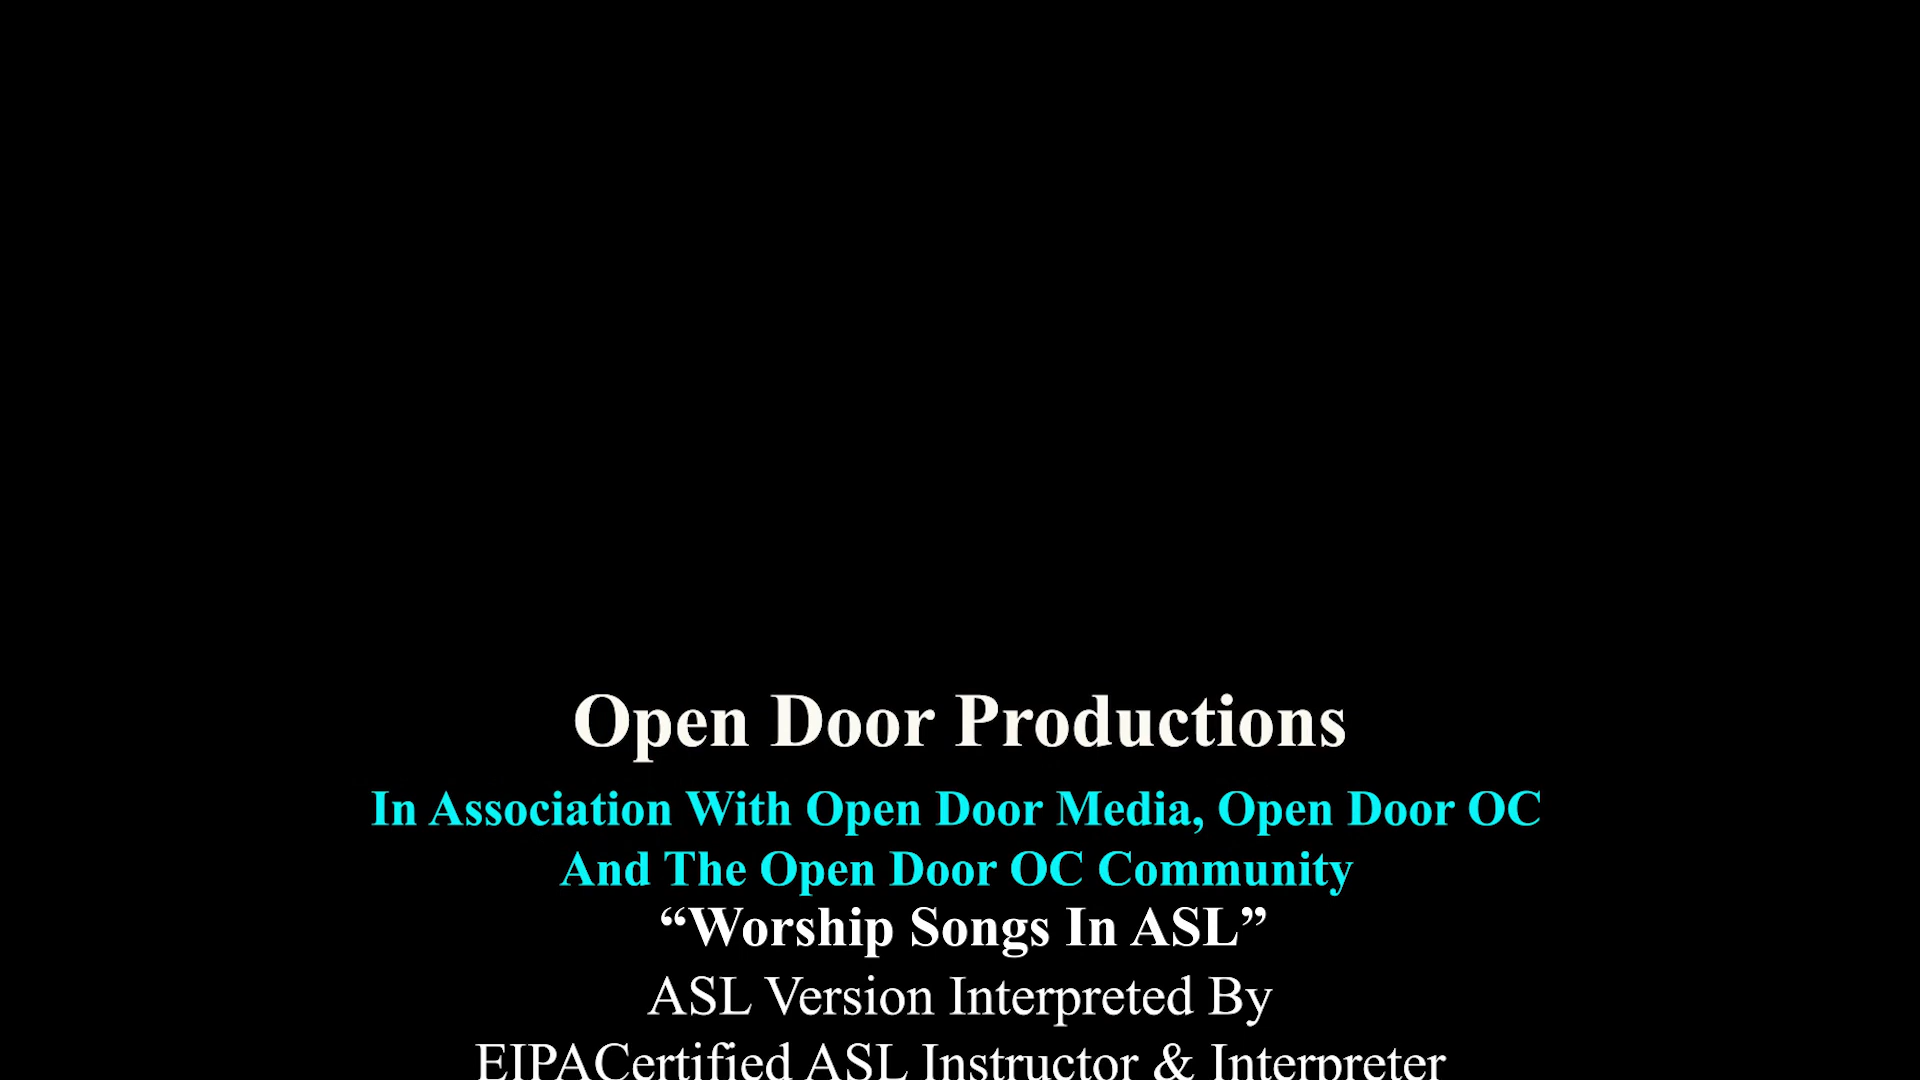 Open Door Productions
In Association With Open Door Media, Open Door OC
And The Open Door OC Community
“Worship Songs In ASL”
ASL Version Interpreted By
EIPACertified ASL Instructor & Interpreter